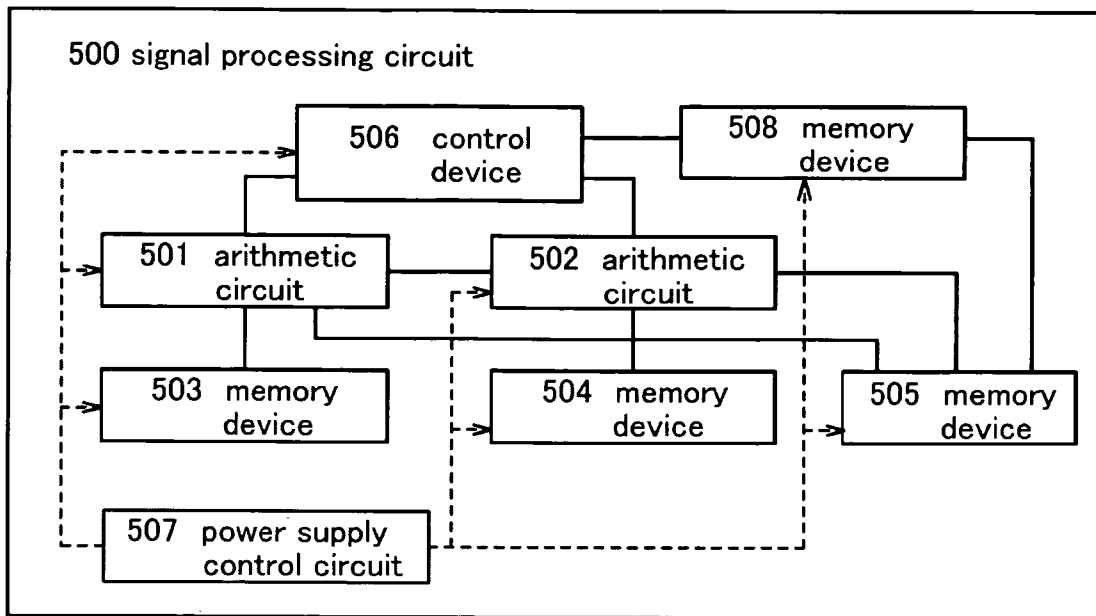 500 signal processing circuit
506 control
device
508 memory
device
501 arithmetic
circuit
502 arithmetic
circuit
503 memory
device
504 memory
device
505 memory
device
507 power supply
control circuit